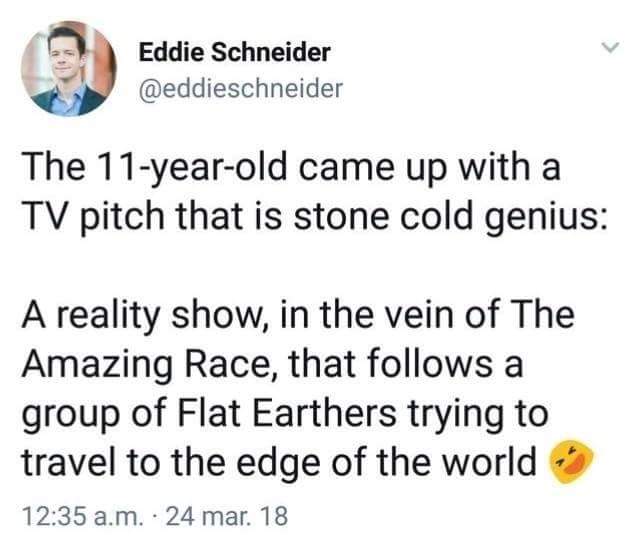 Eddie Schneider
@eddieschneider
The 11-year-old came up with a
TV pitch that is stone cold genius:
A reality show, in the vein of The
Amazing Race, that follows a
group of Flat Earthers trying to
travel to the edge of the world 🤣
12:35 a.m. · 24 mar. 18